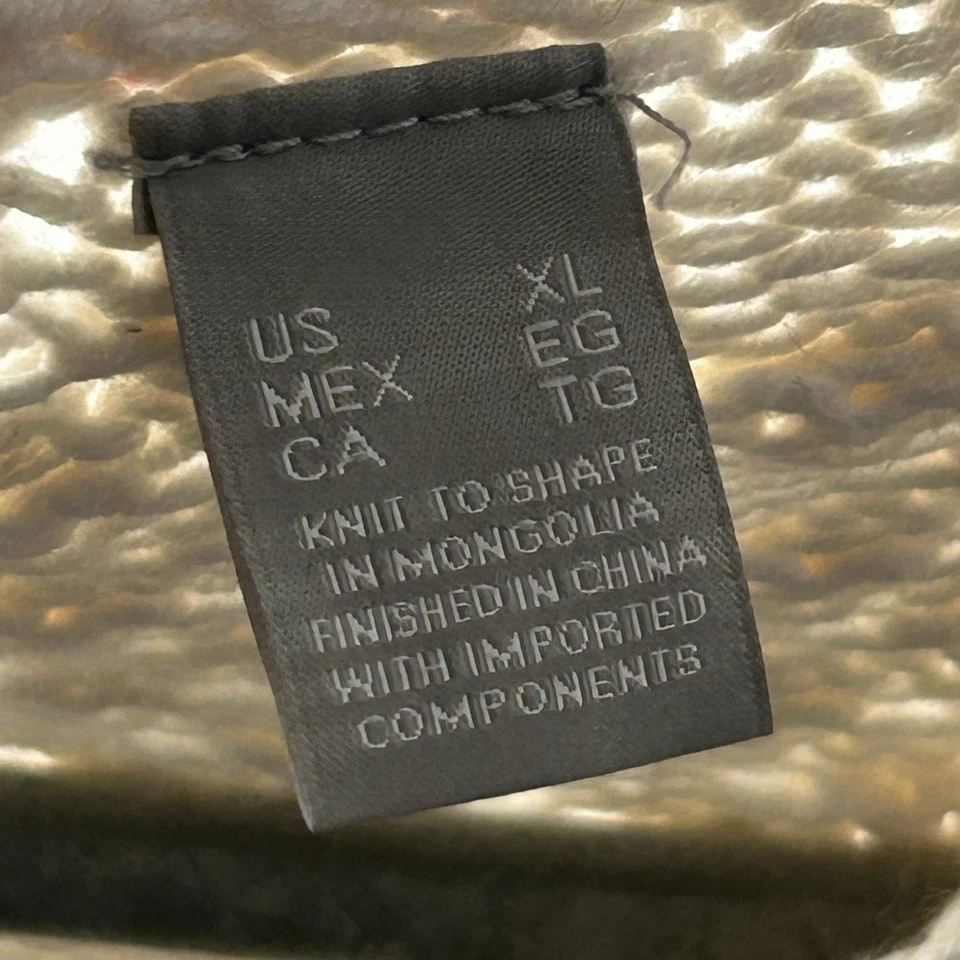 US XL
MEX EG
CA TG
KNIT TO SHAPE
IN MONGOLIA
FINISHED IN CHINA
WITH IMPORTED
COMPONENTS